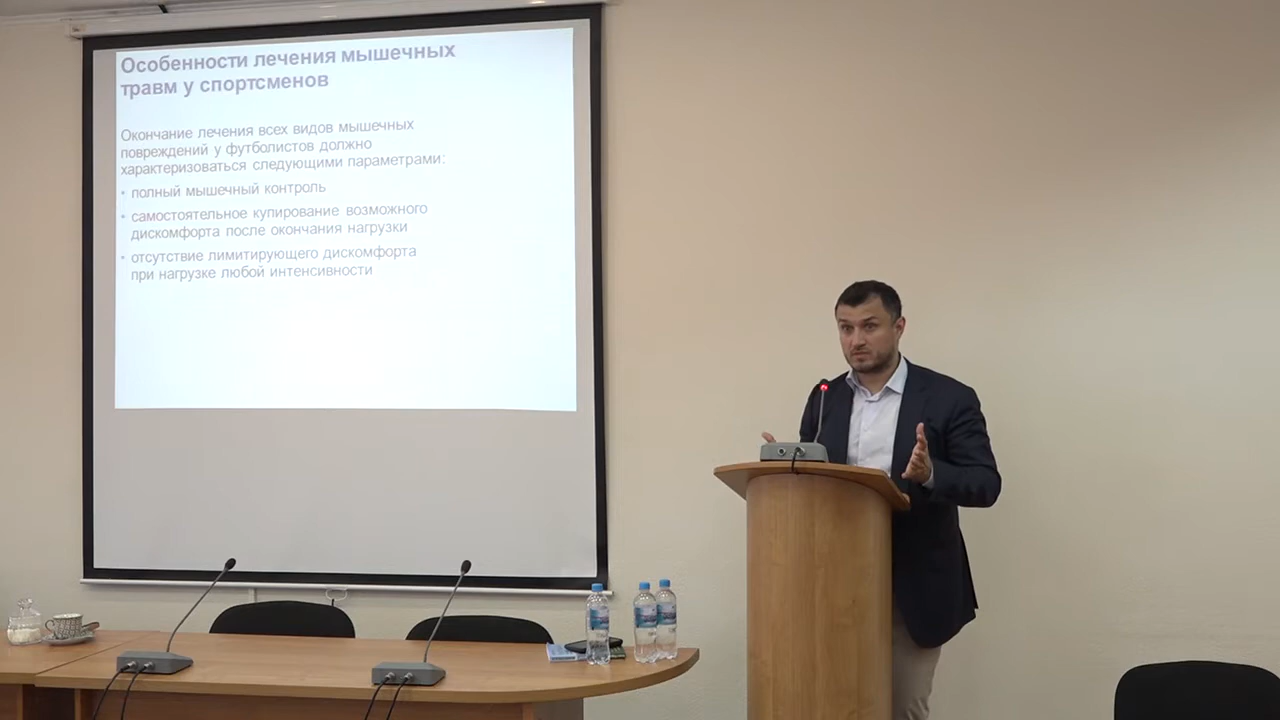 Особенности лечения мышечных
травм у спортсменов
Окончание лечения всех видов мышечных
повреждений у футболистов должно
характеризоваться следующими параметрами:
• полный мышечный контроль
• самостоятельное купирование возможного
дискомфорта после окончания нагрузки
• отсутствие лимитирующего дискомфорта
при нагрузке любой интенсивности